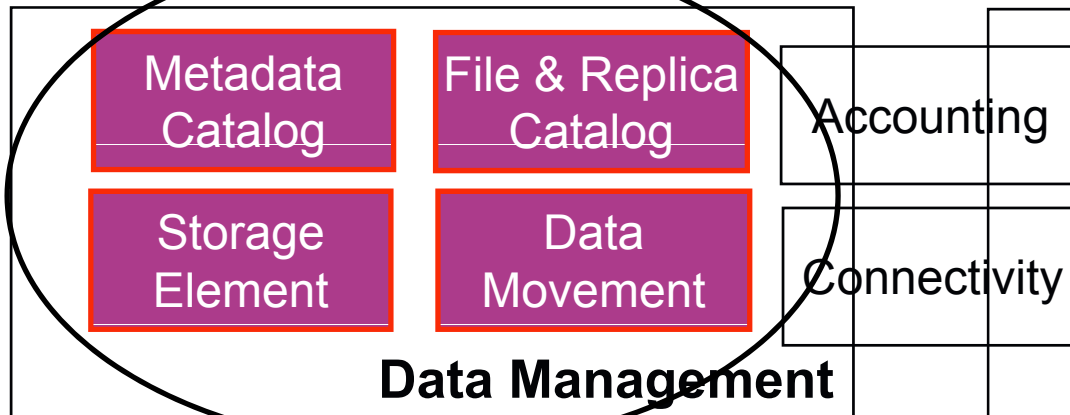 Metadata
Catalog
File & Replica
Catalog
Accounting
Storage
Element
Data
Movement
Connectivity
Data Management